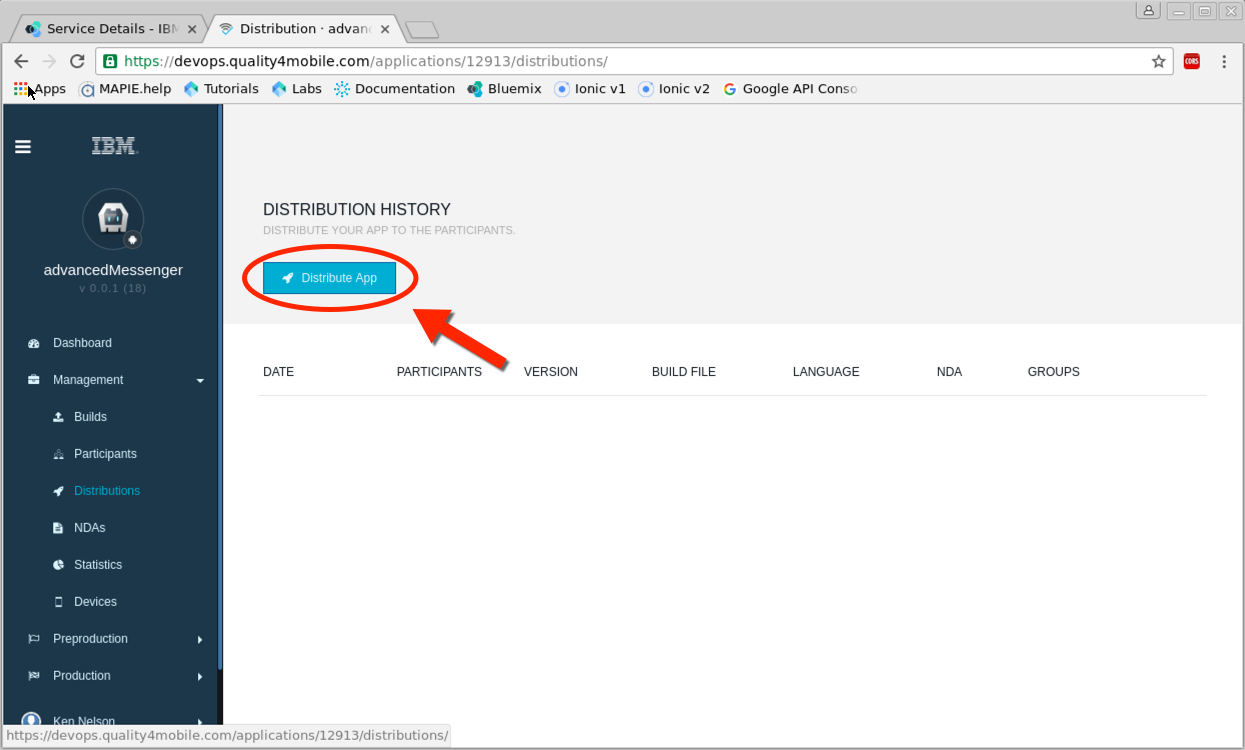 Service Details - IBM
Distribution · advanc
https://devops.quality4mobile.com/applications/12913/distributions/
CORS
Apps MAPIE.help Tutorials Labs Documentation Bluemix Ionic v1 Ionic v2 Google API Conso
IBM
advancedMessenger
v 0.0.1 (18)
Dashboard
Management
Builds
Participants
Distributions
NDAs
Statistics
Devices
Preproduction
Production
Ken Nelson
DISTRIBUTION HISTORY
DISTRIBUTE YOUR APP TO THE PARTICIPANTS.
Distribute App
DATE PARTICIPANTS VERSION BUILD FILE LANGUAGE NDA GROUPS
https://devops.quality4mobile.com/applications/12913/distributions/